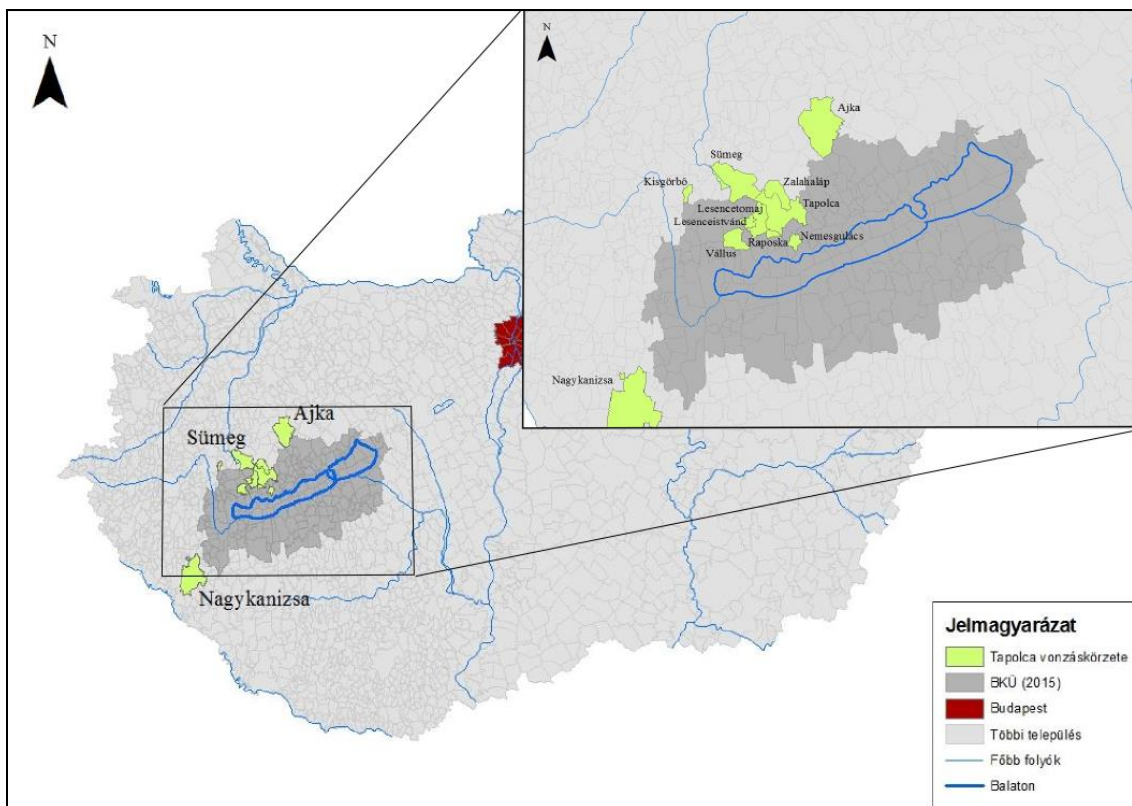 N
N
Ajka
Sümeg
Kisgörbő
Zalahaláp
Lesencetomaj
Tapolca
Lesenceistvánd
Nemesgulács
Raposka
Vállus
Nagykanizsa
Ajka
Sümeg
Nagykanizsa
Jelmagyarázat
Tapolca vonzáskörzete
BKÜ (2015)
Budapest
Többi település
Főbb folyók
Balaton